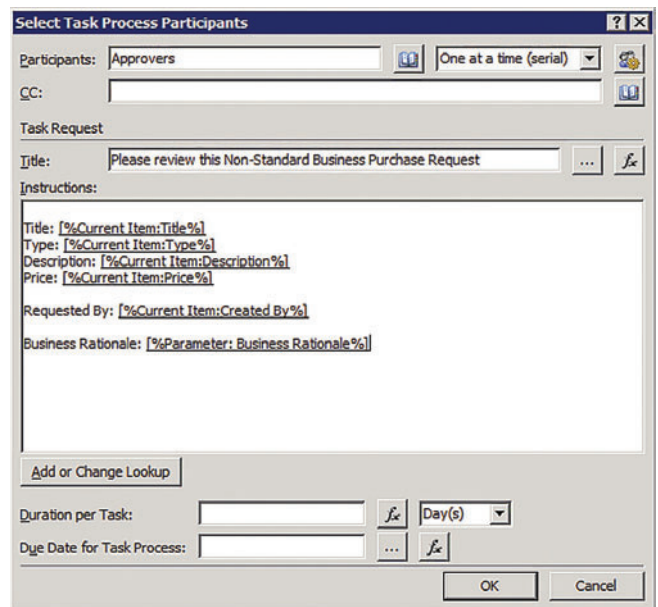 Select Task Process Participants
Participants: Approvers One at a time (serial)
CC:
Task Request
Title: Please review this Non-Standard Business Purchase Request ... fx
Instructions:
Title: [%Current Item:Title%]
Type: [%Current Item:Type%]
Description: [%Current Item:Description%]
Price: [%Current Item:Price%]
Requested By: [%Current Item:Created By%]
Business Rationale: [%Parameter: Business Rationale%]
Add or Change Lookup
Duration per Task: fx Day(s)
Due Date for Task Process: ... fx
OK Cancel